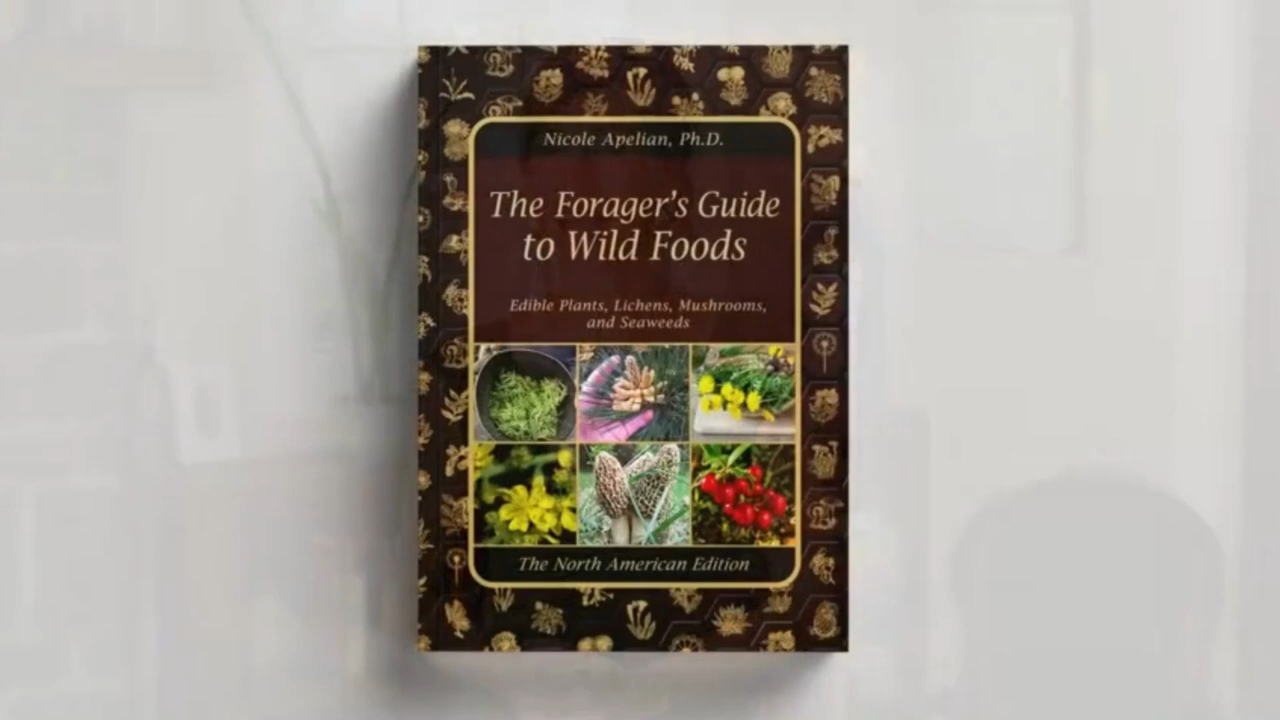 Nicole Apelian, Ph.D.
The Forager's Guide
to Wild Foods
Edible Plants, Lichens, Mushrooms,
and Seaweeds
The North American Edition